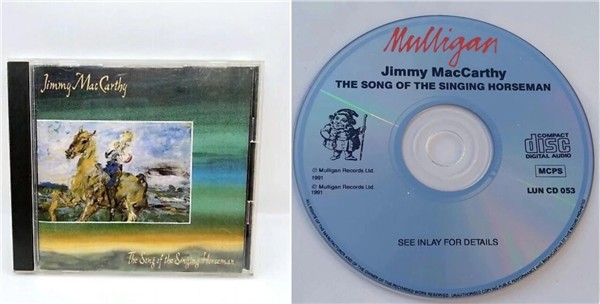 Jimmy MacCarthy
The Song of the Singing Horseman
Mulligan
Jimmy MacCarthy
THE SONG OF THE SINGING HORSEMAN
COMPACT
disc
DIGITAL AUDIO
MCPS
℗ Mulligan Records Ltd.
1991
© Mulligan Records Ltd.
1991
LUN CD 053
SEE INLAY FOR DETAILS